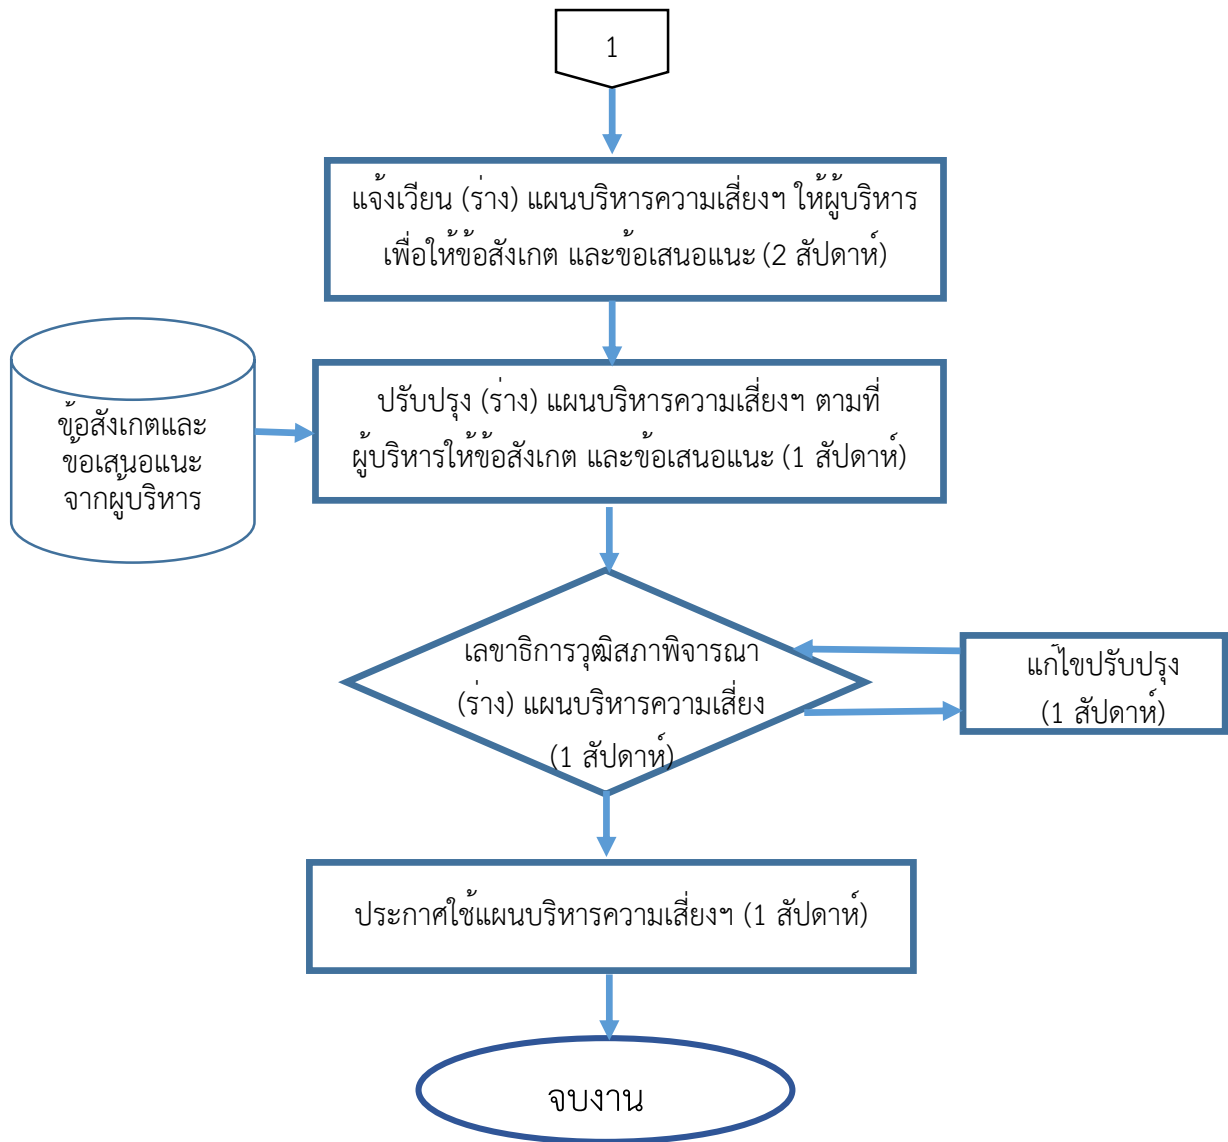 1
แจ้งเวียน (ร่าง) แผนบริหารความเสี่ยงฯ ให้ผู้บริหาร
เพื่อให้ข้อสังเกต และข้อเสนอแนะ (2 สัปดาห์)
ข้อสังเกตและ
ขอเสนอแนะ
จากผู้บริหาร
ปรับปรุง (ร่าง) แผนบริหารความเสี่ยงฯ ตามที่
ผู้บริหารให้ข้อสังเกต และข้อเสนอแนะ (1 สัปดาห์)
เลขาธิการวุฒิสภาพิจารณา
(ร่าง) แผนบริหารความเสี่ยง
(1 สัปดาห์)
แก้ไขปรับปรุง
(1 สัปดาห์)
ประกาศใช้แผนบริหารความเสี่ยงฯ (1 สัปดาห์)
จบงาน